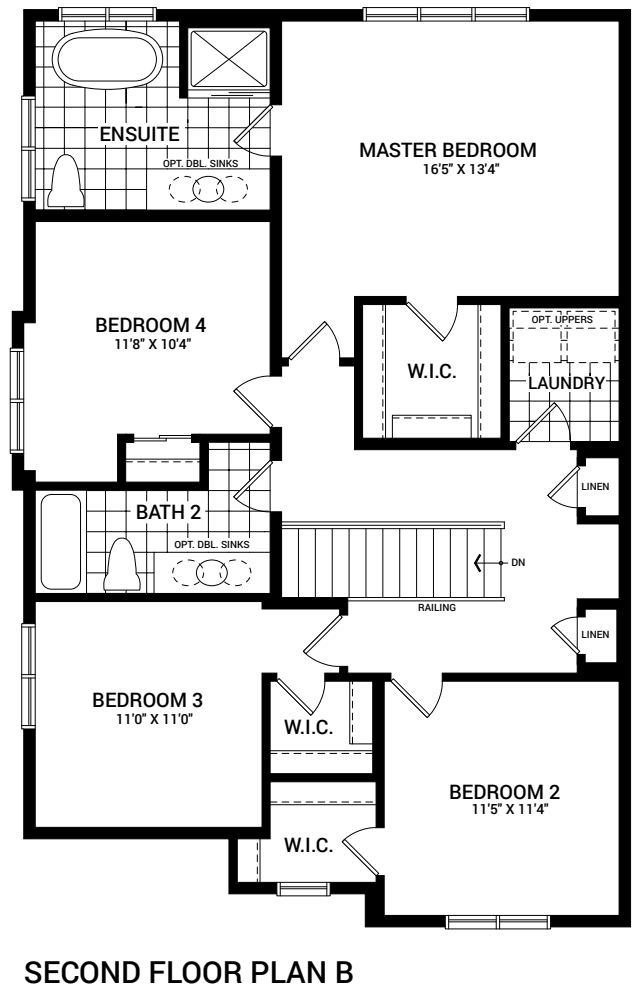 ENSUITE
OPT. DBL. SINKS
MASTER BEDROOM
16'5" X 13'4"
BEDROOM 4
11'8" X 10'4"
W.I.C.
OPT. UPPERS
LAUNDRY
LINEN
BATH 2
OPT. DBL. SINKS
DN
RAILING
LINEN
BEDROOM 3
11'0" X 11'0"
W.I.C.
BEDROOM 2
11'5" X 11'4"
W.I.C.
SECOND FLOOR PLAN B